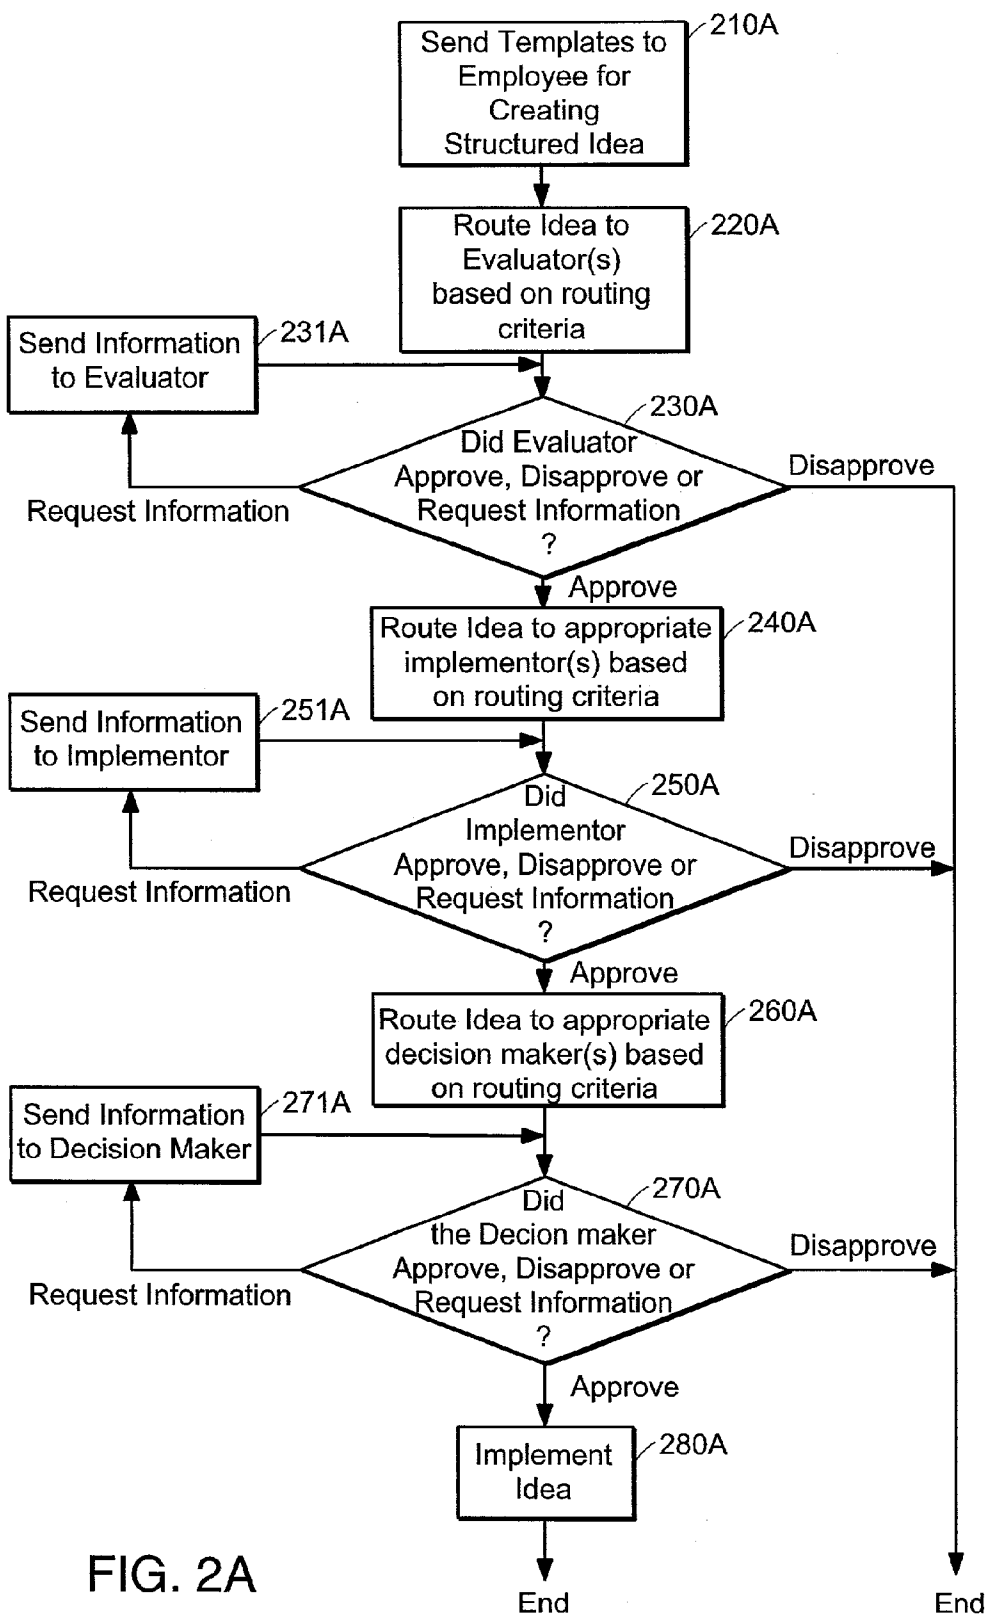 210A
Send Templates to
Employee for
Creating
Structured Idea
220A
Route Idea to
Evaluator(s)
based on routing
criteria
231A
Send Information
to Evaluator
230A
Did Evaluator
Approve, Disapprove or
Request Information
?
Disapprove
Request Information
Approve
240A
Route Idea to appropriate
implementor(s) based
on routing criteria
251A
Send Information
to Implementor
250A
Did
Implementor
Approve, Disapprove or
Request Information
?
Disapprove
Request Information
Approve
260A
Route Idea to appropriate
decision maker(s) based
on routing criteria
271A
Send Information
to Decision Maker
270A
Did
the Decion maker
Approve, Disapprove or
Request Information
?
Disapprove
Request Information
Approve
280A
Implement
Idea
FIG. 2A
End
End